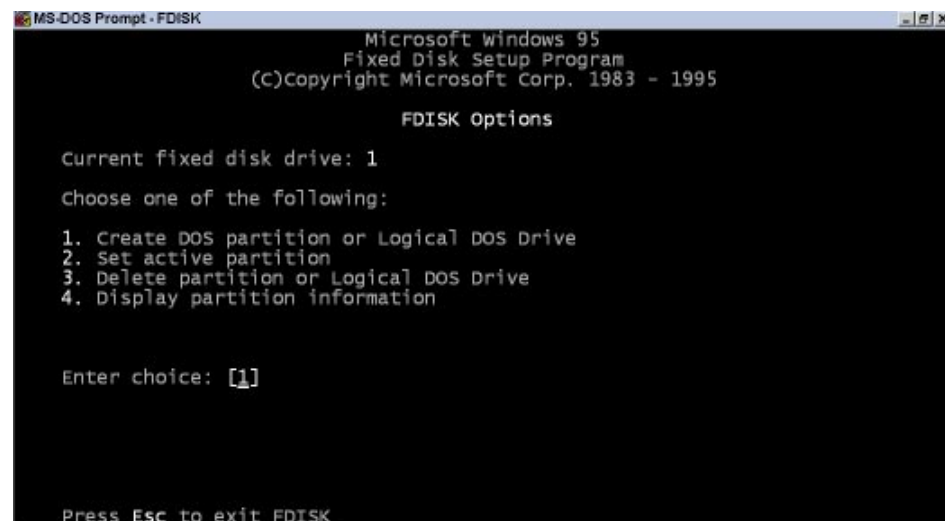 MS-DOS Prompt - FDISK
Microsoft Windows 95
Fixed Disk Setup Program
(C)Copyright Microsoft Corp. 1983 - 1995
FDISK Options
Current fixed disk drive: 1
Choose one of the following:
1. Create DOS partition or Logical DOS Drive
2. Set active partition
3. Delete partition or Logical DOS Drive
4. Display partition information
Enter choice: [1]
Press Esc to exit FDISK